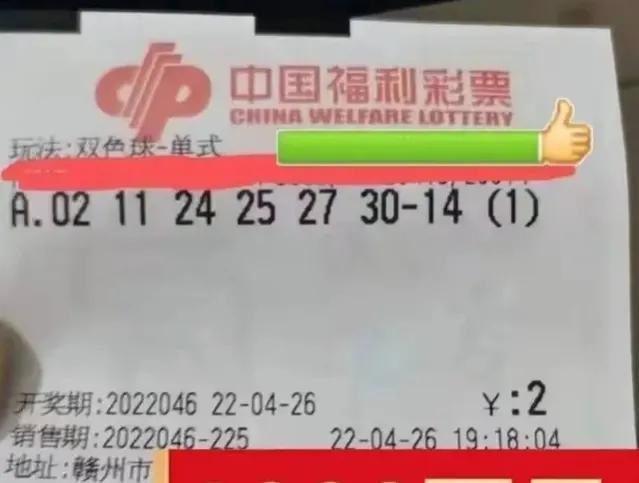 中国福利彩票
CHINA WELFARE LOTTERY
玩法:双色球-单式
A.02 11 24 25 27 30-14 (1)
开奖期:2022046 22-04-26 ￥:2
销售期:2022046-225 22-04-26 19:18:04
地址:赣州市